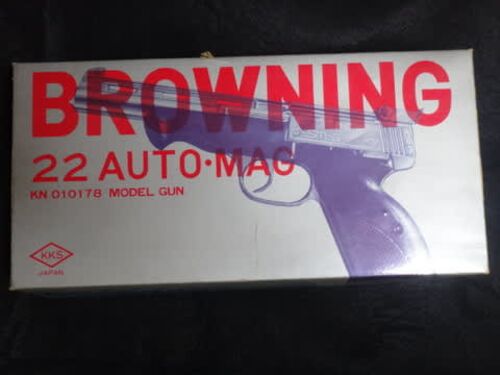 BROWNING
22 AUTO·MAG
KN 010178 MODEL GUN
KKS
JAPAN